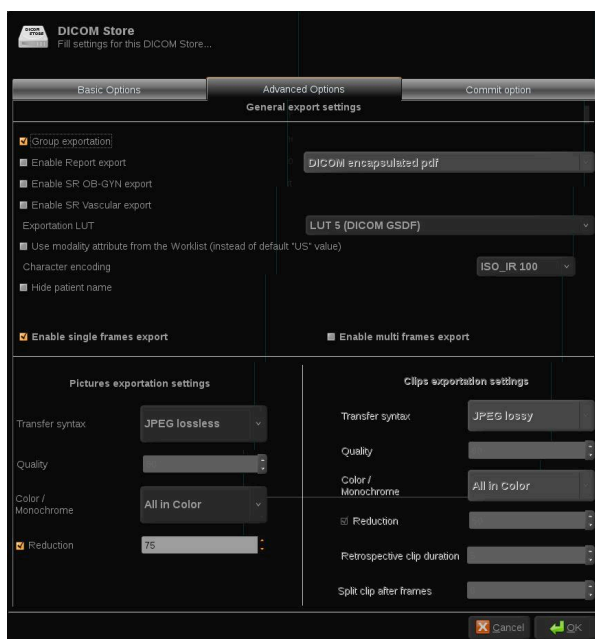 DICOM STORE
DICOM Store
Fill settings for this DICOM Store...
Basic Options
Advanced Options
Commit option
General export settings
Group exportation
Enable Report export
DICOM encapsulated pdf
Enable SR OB-GYN export
Enable SR Vascular export
Exportation LUT
LUT 5 (DICOM GSDF)
Use modality attribute from the Worklist (instead of default "US" value)
Character encoding
ISO_IR 100
Hide patient name
Enable single frames export
Enable multi frames export
Pictures exportation settings
Transfer syntax
JPEG lossless
Quality
Color /
Monochrome
All in Color
Reduction
75
Clips exportation settings
Transfer syntax
JPEG lossy
Quality
Color /
Monochrome
All in Color
Reduction
Retrospective clip duration
Split clip after frames
Cancel
OK